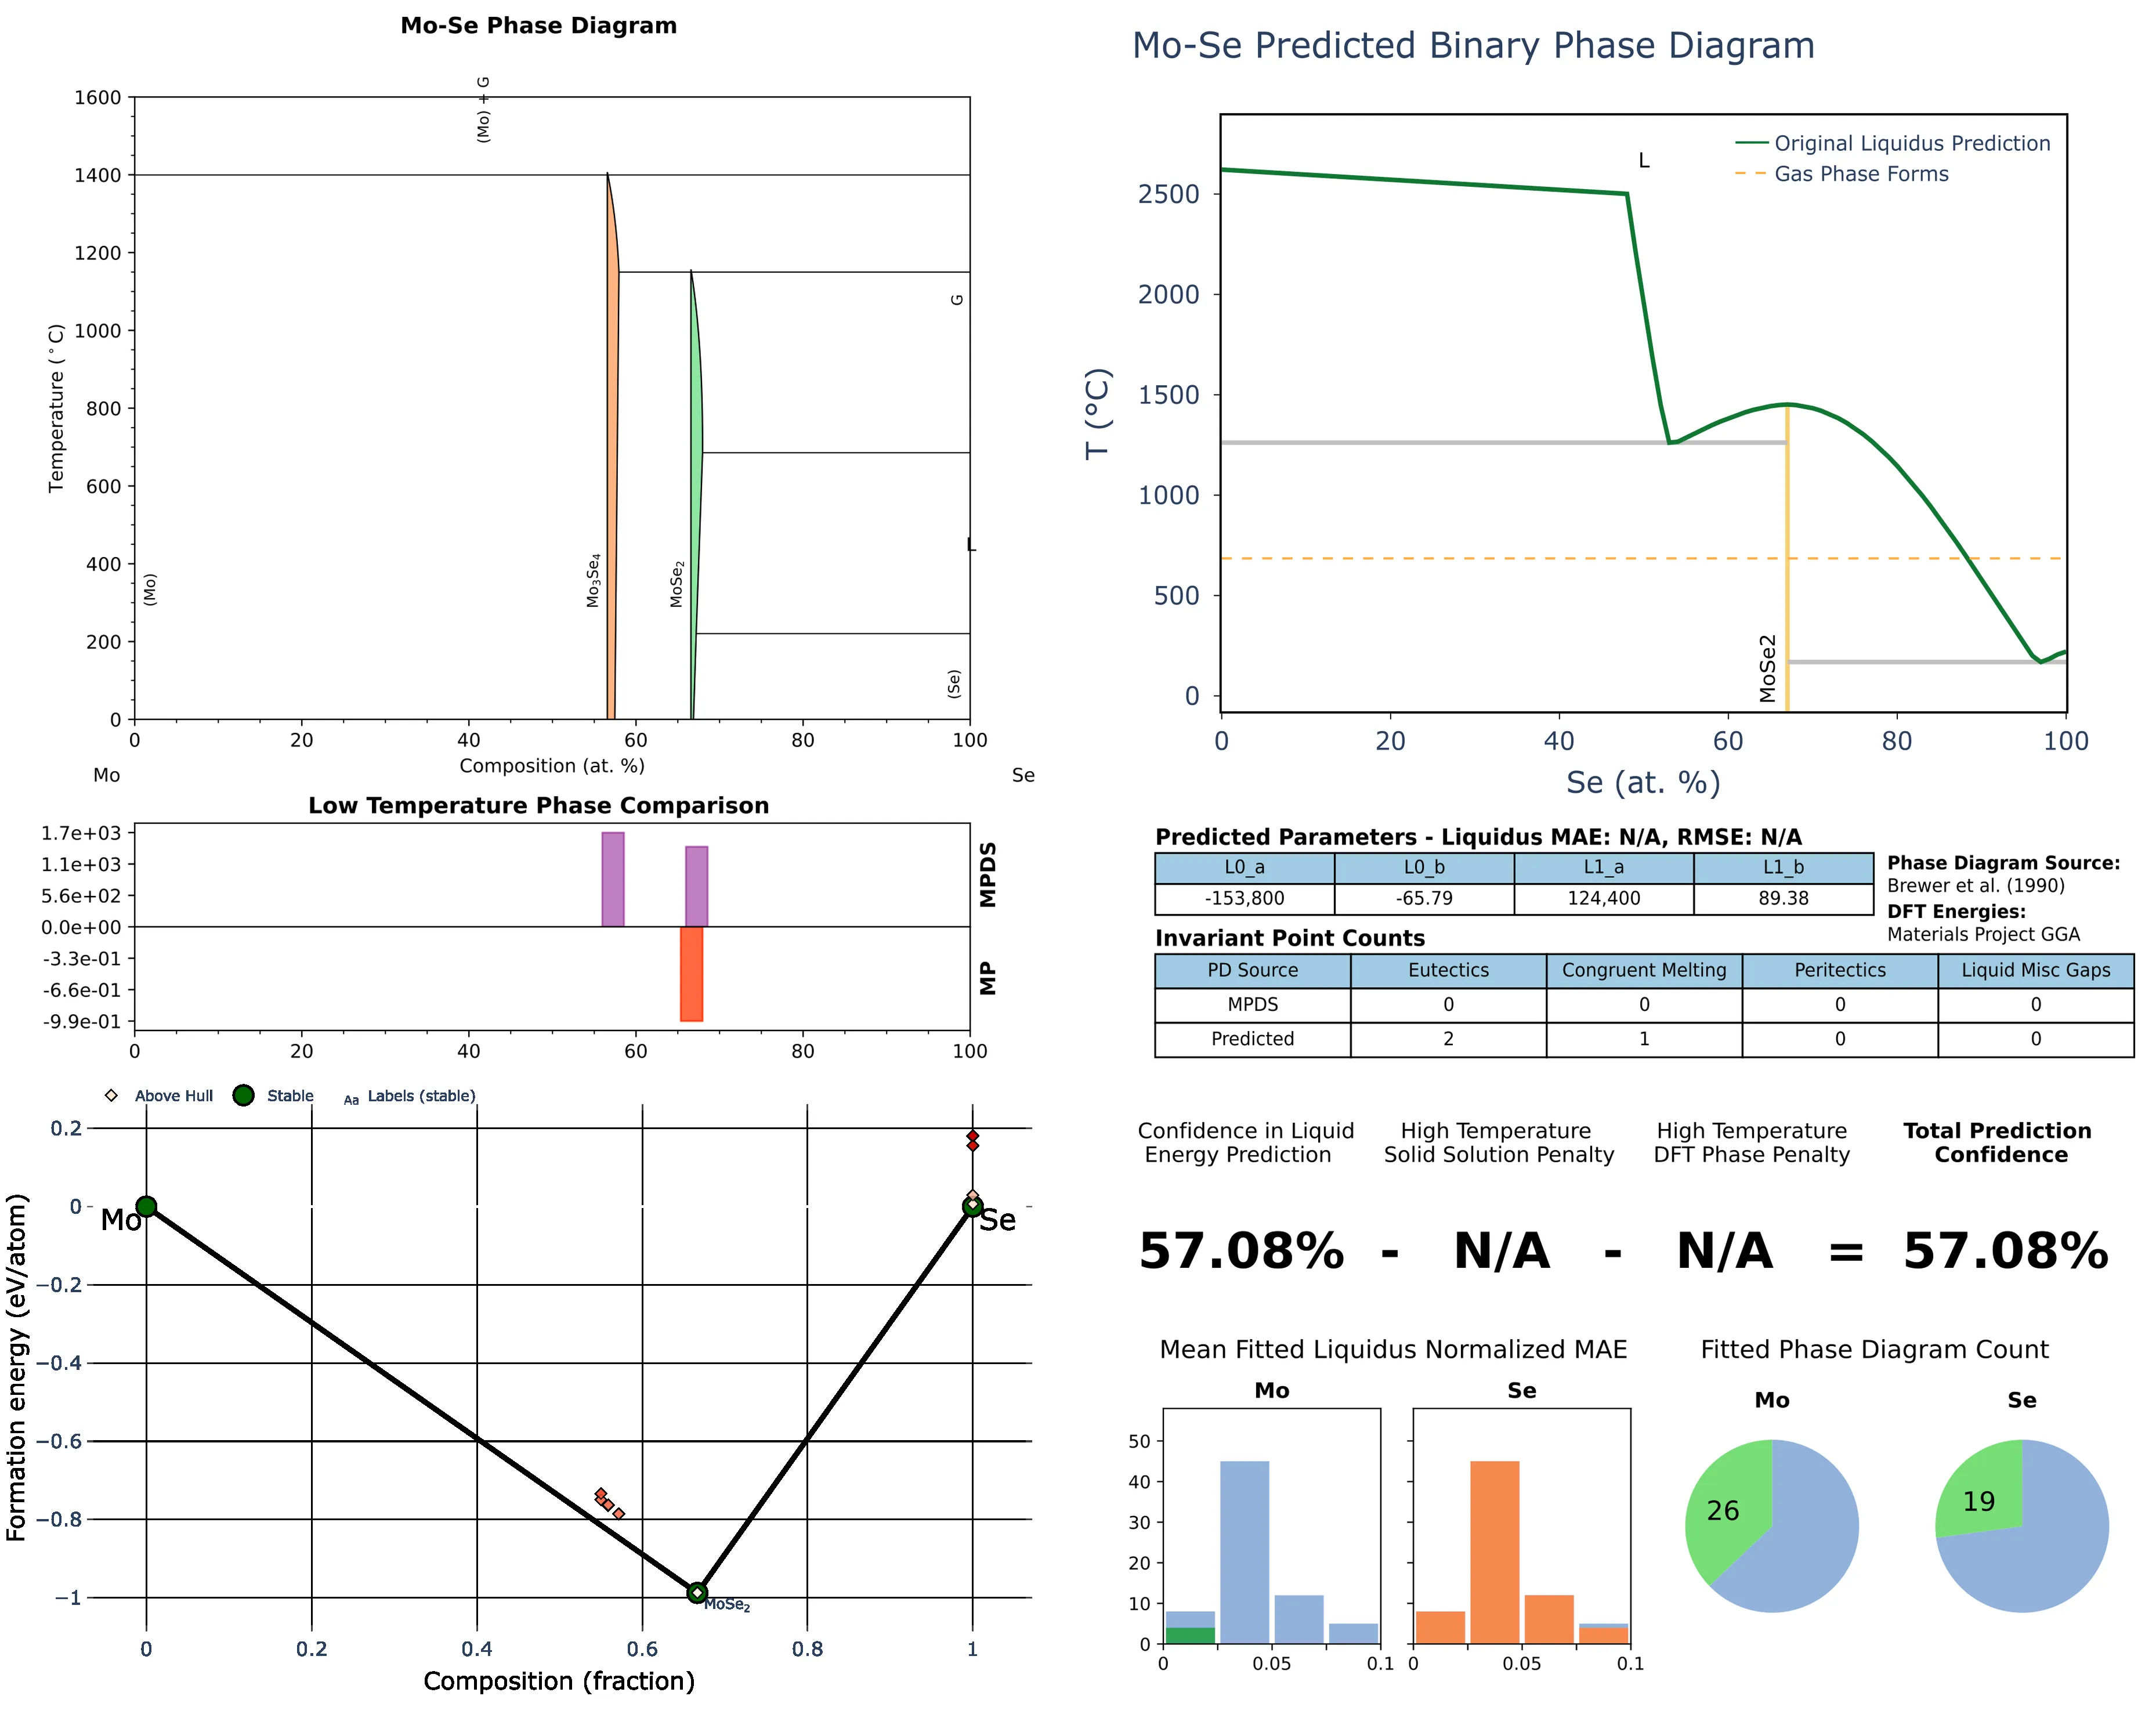 Mo-Se Phase Diagram
(Mo) + G
1600
1400
1200
1000
800
600
400
200
0
Temperature (°C)
(Mo)
Mo3Se4
MoSe2
G
L
(Se)
0 20 40 60 80 100
Composition (at. %)
Mo Se
Low Temperature Phase Comparison
1.7e+03
1.1e+03
5.6e+02
0.0e+00
-3.3e-01
-6.6e-01
-9.9e-01
MPDS
MP
0 20 40 60 80 100
Above Hull Stable Aa Labels (stable)
0.2
0
−0.2
−0.4
−0.6
−0.8
−1
Formation energy (eV/atom)
Mo
Se
MoSe2
0 0.2 0.4 0.6 0.8 1
Composition (fraction)
Mo-Se Predicted Binary Phase Diagram
L
Original Liquidus Prediction
Gas Phase Forms
2500
2000
1500
1000
500
0
T (°C)
MoSe2
0 20 40 60 80 100
Se (at. %)
Predicted Parameters - Liquidus MAE: N/A, RMSE: N/A
L0_a L0_b L1_a L1_b
-153,800 -65.79 124,400 89.38
Phase Diagram Source:
Brewer et al. (1990)
DFT Energies:
Materials Project GGA
Invariant Point Counts
PD Source Eutectics Congruent Melting Peritectics Liquid Misc Gaps
MPDS 0 0 0 0
Predicted 2 1 0 0
Confidence in Liquid
Energy Prediction
High Temperature
Solid Solution Penalty
High Temperature
DFT Phase Penalty
Total Prediction
Confidence
57.08% - N/A - N/A = 57.08%
Mean Fitted Liquidus Normalized MAE
Mo Se
50
40
30
20
10
0
0 0.05 0.1
0 0.05 0.1
Fitted Phase Diagram Count
Mo Se
26
19